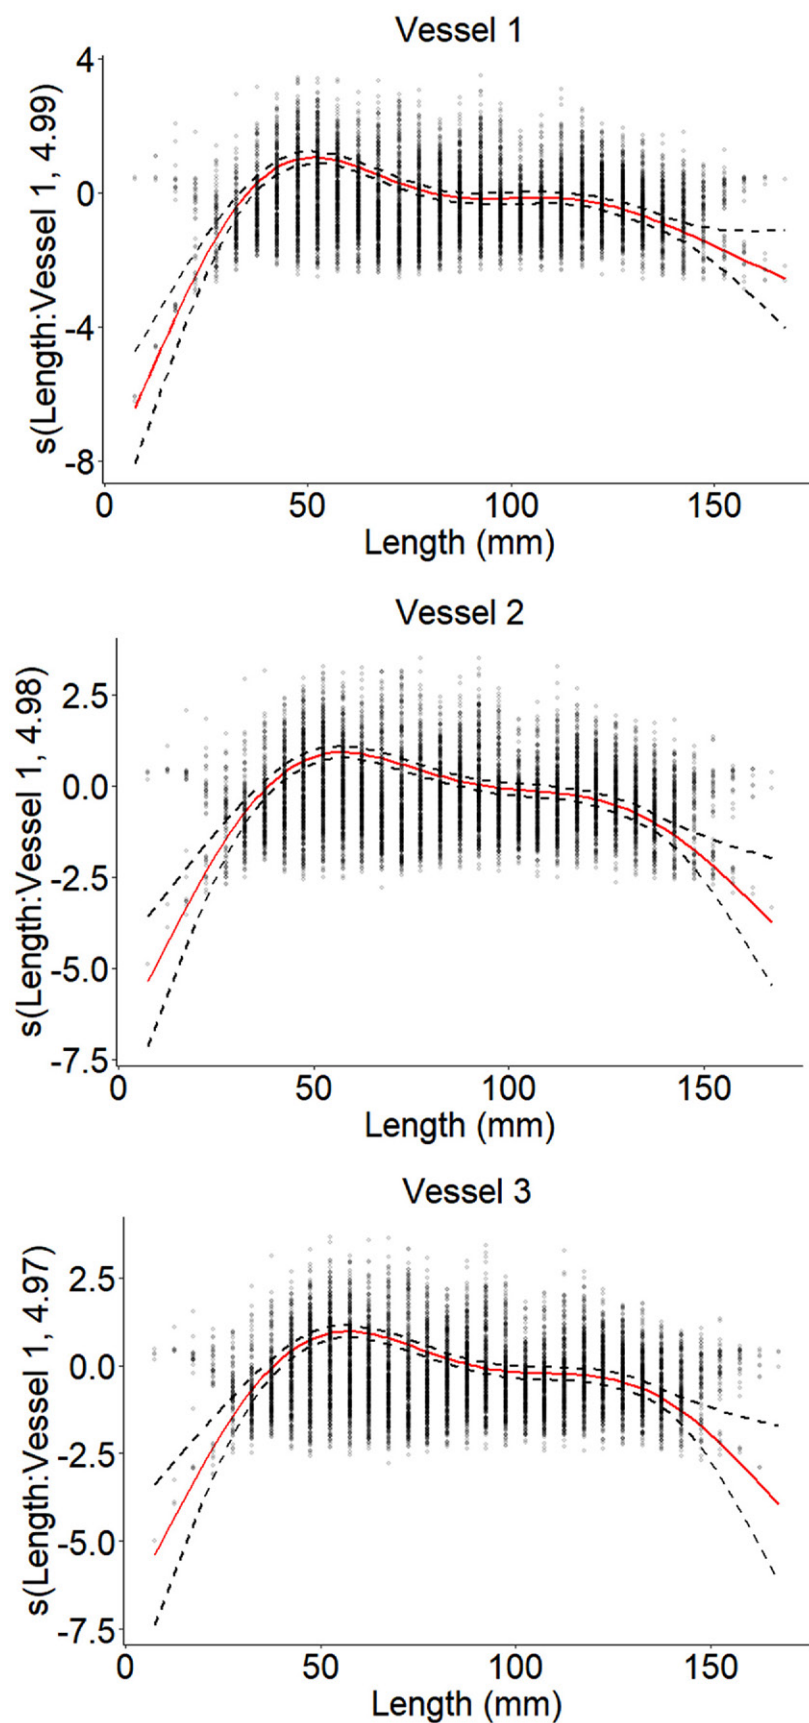 Vessel 1
4
0
-4
-8
s(Length:Vessel 1, 4.99)
0 50 100 150
Length (mm)
Vessel 2
2.5
0.0
-2.5
-5.0
-7.5
s(Length:Vessel 1, 4.98)
0 50 100 150
Length (mm)
Vessel 3
2.5
0.0
-2.5
-5.0
-7.5
s(Length:Vessel 1, 4.97)
0 50 100 150
Length (mm)